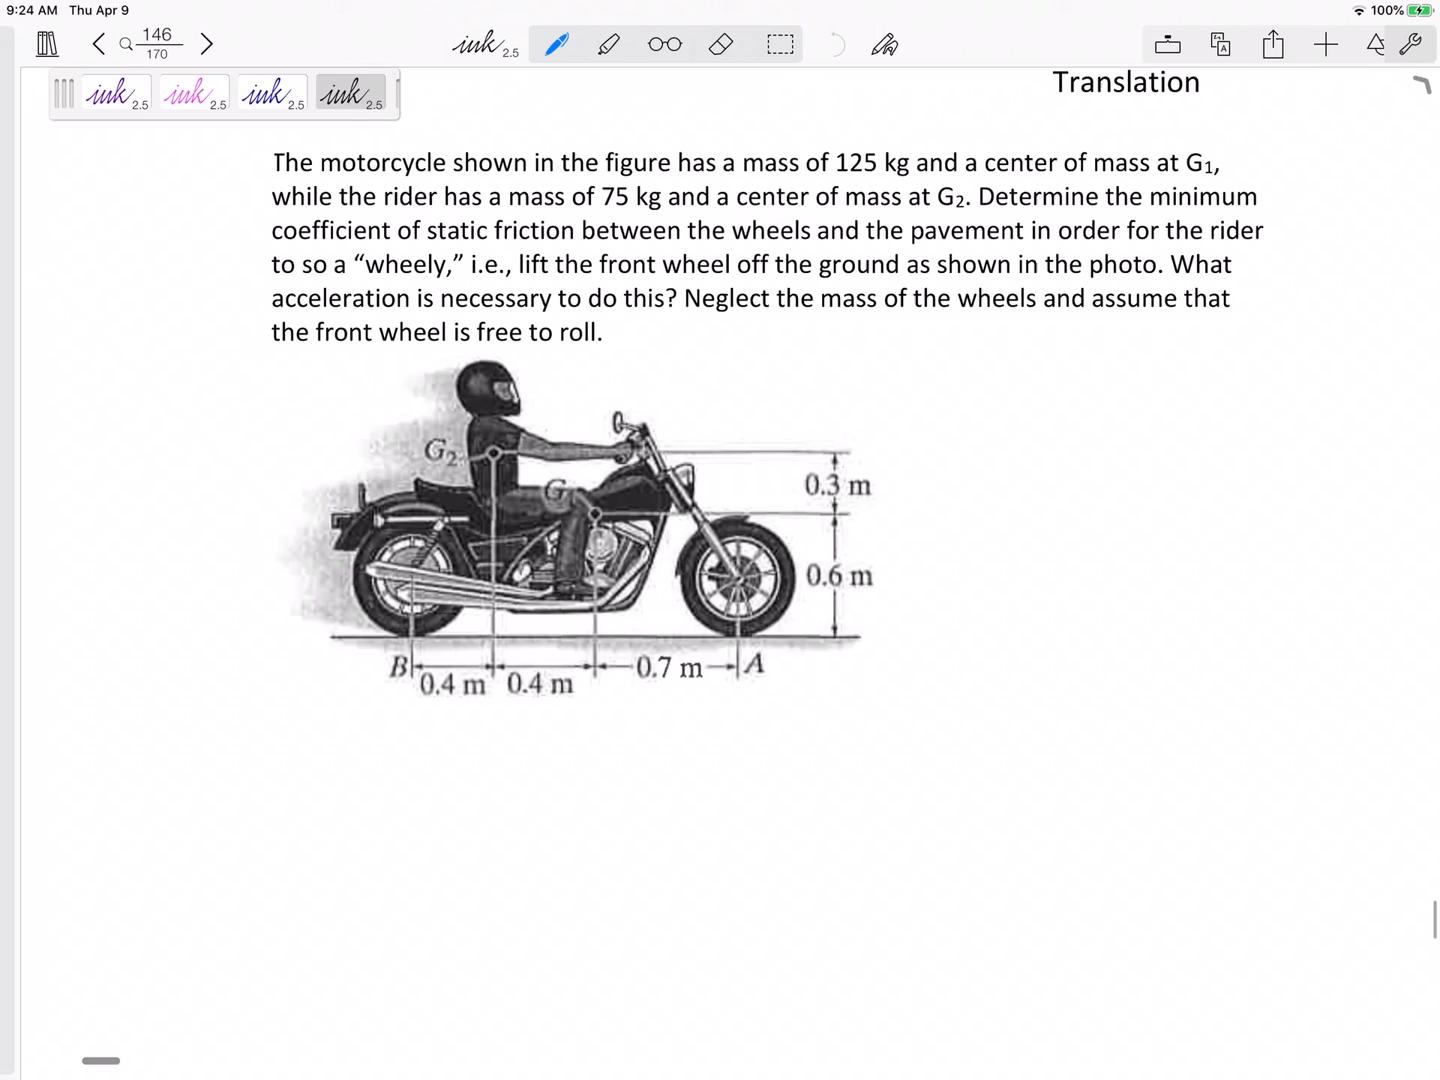 9:24 AM Thu Apr 9
100%
146
170
ink 2.5
ink 2.5
ink 2.5
ink 2.5
ink 2.5
Translation
The motorcycle shown in the figure has a mass of 125 kg and a center of mass at G₁,
while the rider has a mass of 75 kg and a center of mass at G₂. Determine the minimum
coefficient of static friction between the wheels and the pavement in order for the rider
to so a “wheely,” i.e., lift the front wheel off the ground as shown in the photo. What
acceleration is necessary to do this? Neglect the mass of the wheels and assume that
the front wheel is free to roll.
G₂
G
0.3 m
0.6 m
B
0.4 m
0.4 m
0.7 m
A